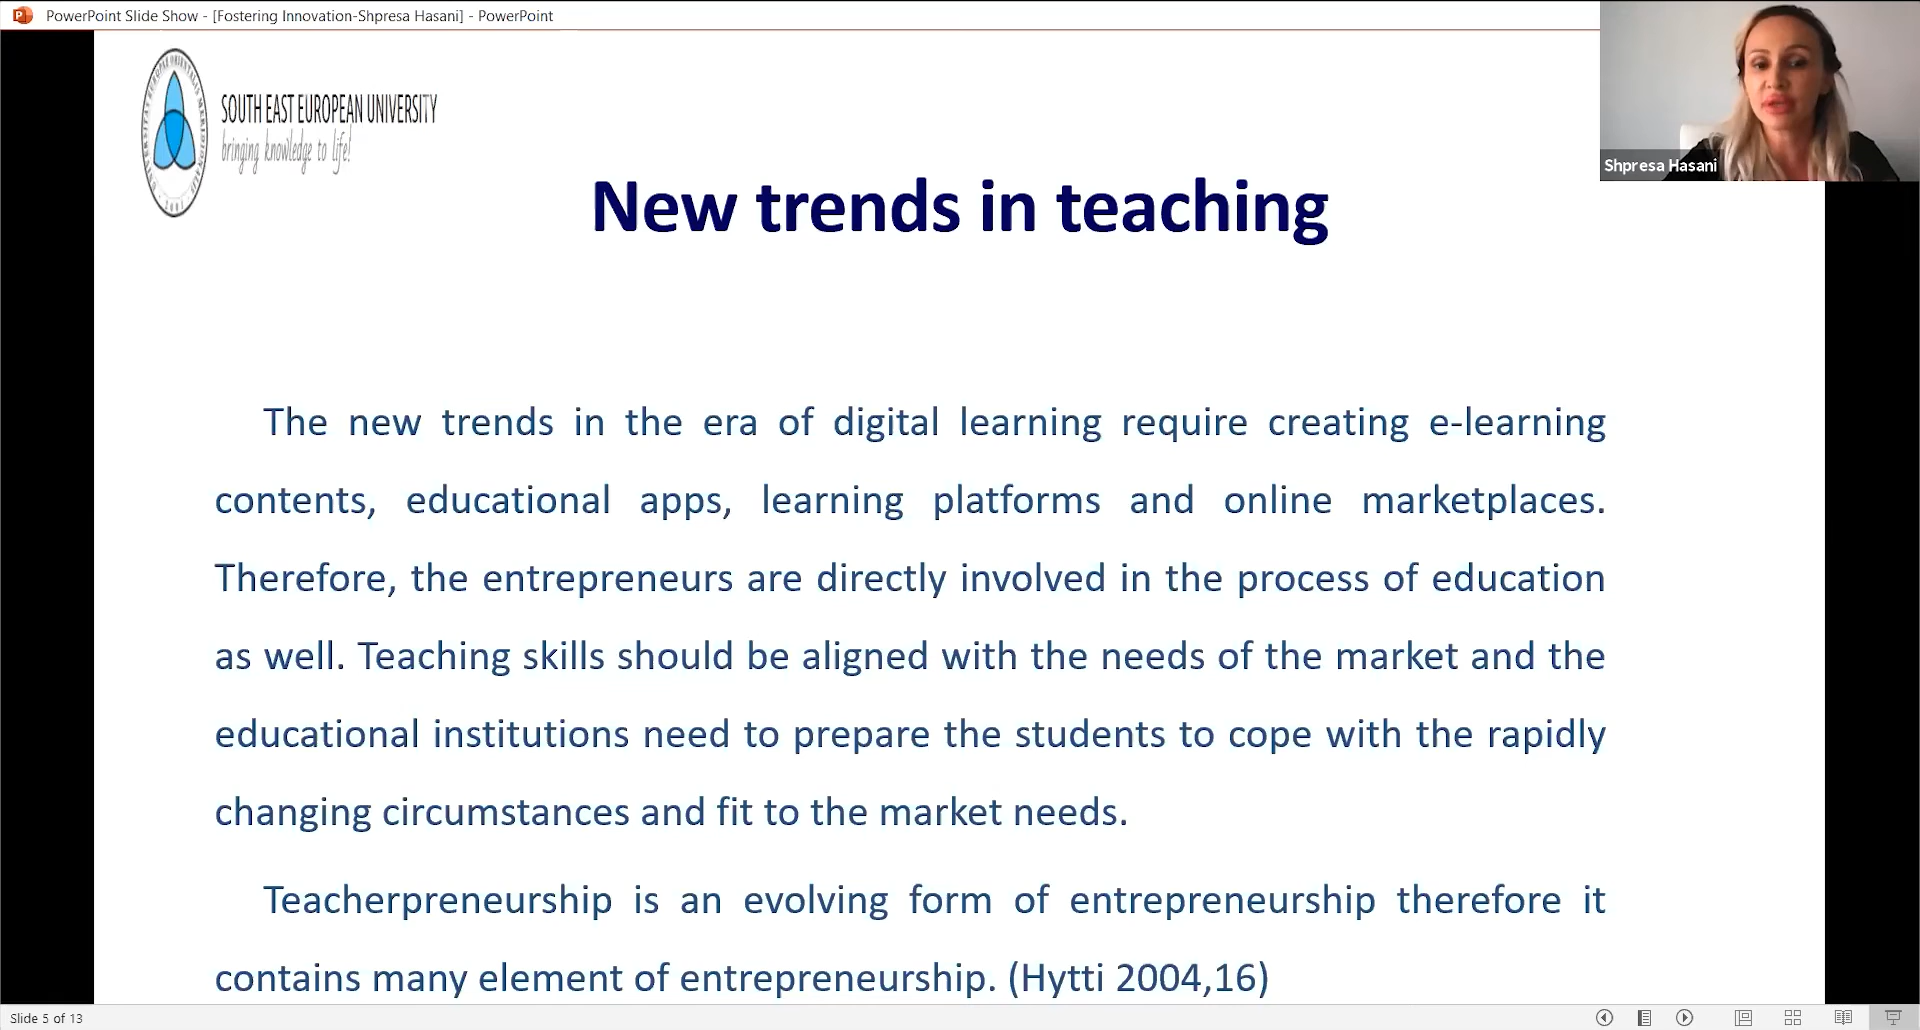 PowerPoint Slide Show - [Fostering Innovation-Shpresa Hasani] - PowerPoint
SOUTH EAST EUROPEAN UNIVERSITY
bringing knowledge to life!
Shpresa Hasani
New trends in teaching
The new trends in the era of digital learning require creating e-learning
contents, educational apps, learning platforms and online marketplaces.
Therefore, the entrepreneurs are directly involved in the process of education
as well. Teaching skills should be aligned with the needs of the market and the
educational institutions need to prepare the students to cope with the rapidly
changing circumstances and fit to the market needs.
Teacherpreneurship is an evolving form of entrepreneurship therefore it
contains many element of entrepreneurship. (Hytti 2004,16)
Slide 5 of 13